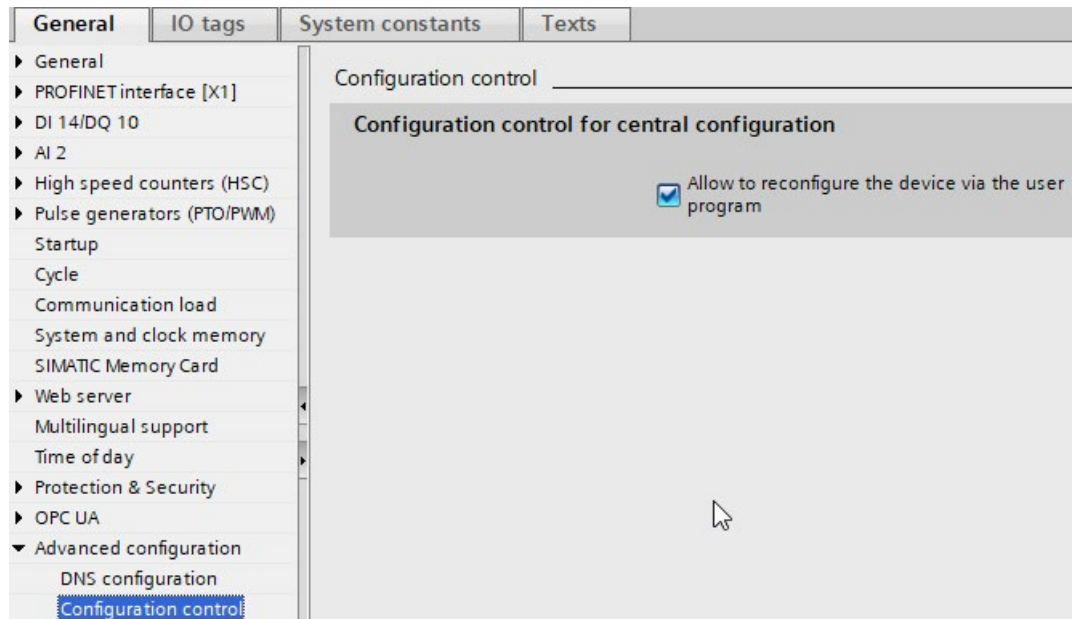 General IO tags System constants Texts
General
PROFINET interface [X1]
DI 14/DQ 10
AI 2
High speed counters (HSC)
Pulse generators (PTO/PWM)
Startup
Cycle
Communication load
System and clock memory
SIMATIC Memory Card
Web server
Multilingual support
Time of day
Protection & Security
OPC UA
Advanced configuration
DNS configuration
Configuration control
Configuration control
Configuration control for central configuration
Allow to reconfigure the device via the user
program